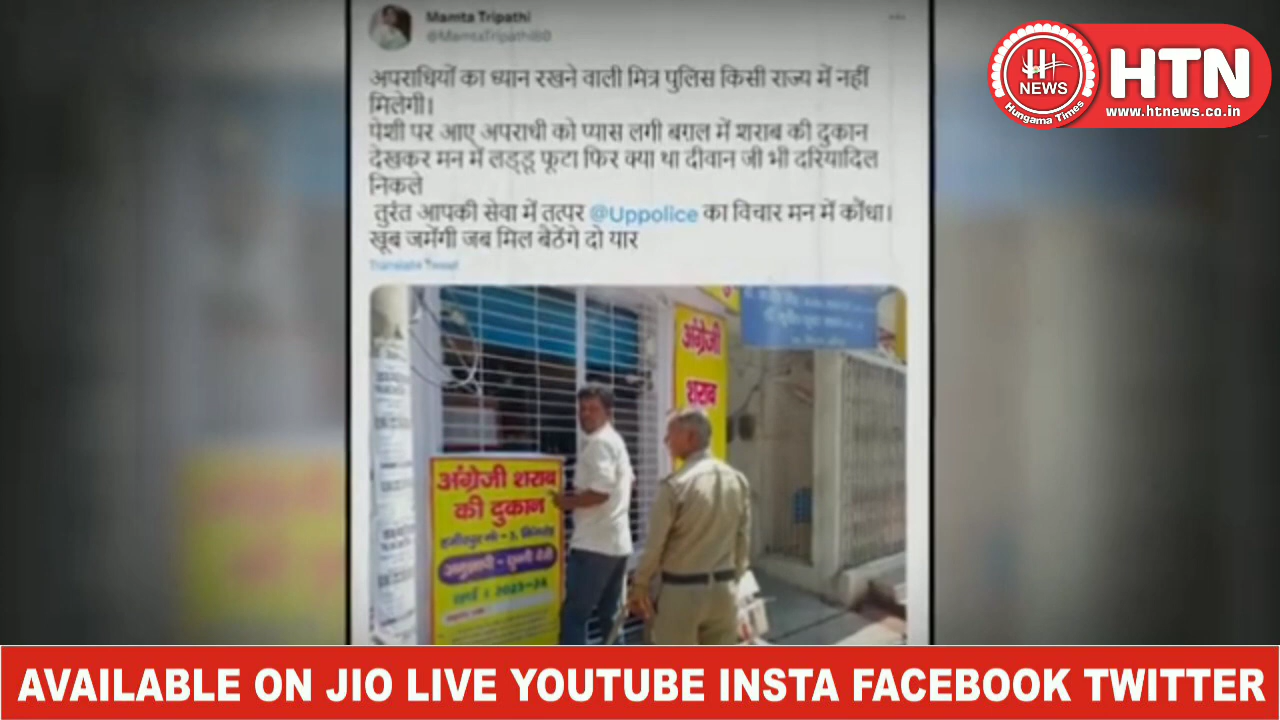 Mamta Tripathi
@MamtaTripathi80
अपराधियों का ध्यान रखने वाली मित्र पुलिस किसी राज्य में नहीं
मिलेगी।
पेशी पर आए अपराधी को प्यास लगी बग़ल में शराब की दुकान
देखकर मन में लड्डू फूटा फिर क्या था दीवान जी भी दरियादिल
निकले
तुरंत आपकी सेवा में तत्पर @Uppolice का विचार मन में कौंधा।
खूब जमेंगी जब मिल बेठेंगे दो यार
Translate Tweet
H
NEWS
Hungama Times
HTN
www.htnews.co.in
अंग्रेजी
शराब
अंग्रेजी शराब
की दुकान
AVAILABLE ON JIO LIVE YOUTUBE INSTA FACEBOOK TWITTER